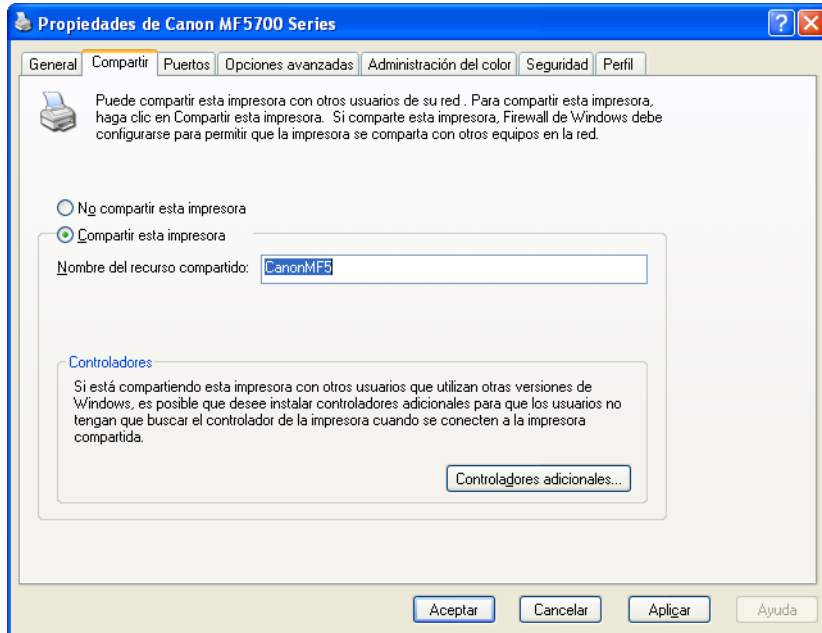 Propiedades de Canon MF5700 Series
General Compartir Puertos Opciones avanzadas Administración del color Seguridad Perfil
Puede compartir esta impresora con otros usuarios de su red . Para compartir esta impresora,
haga clic en Compartir esta impresora. Si comparte esta impresora, Firewall de Windows debe
configurarse para permitir que la impresora se comparta con otros equipos en la red.
No compartir esta impresora
Compartir esta impresora
Nombre del recurso compartido: CanonMF5
Controladores
Si está compartiendo esta impresora con otros usuarios que utilizan otras versiones de
Windows, es posible que desee instalar controladores adicionales para que los usuarios no
tengan que buscar el controlador de la impresora cuando se conecten a la impresora
compartida.
Controladores adicionales...
Aceptar Cancelar Aplicar Ayuda